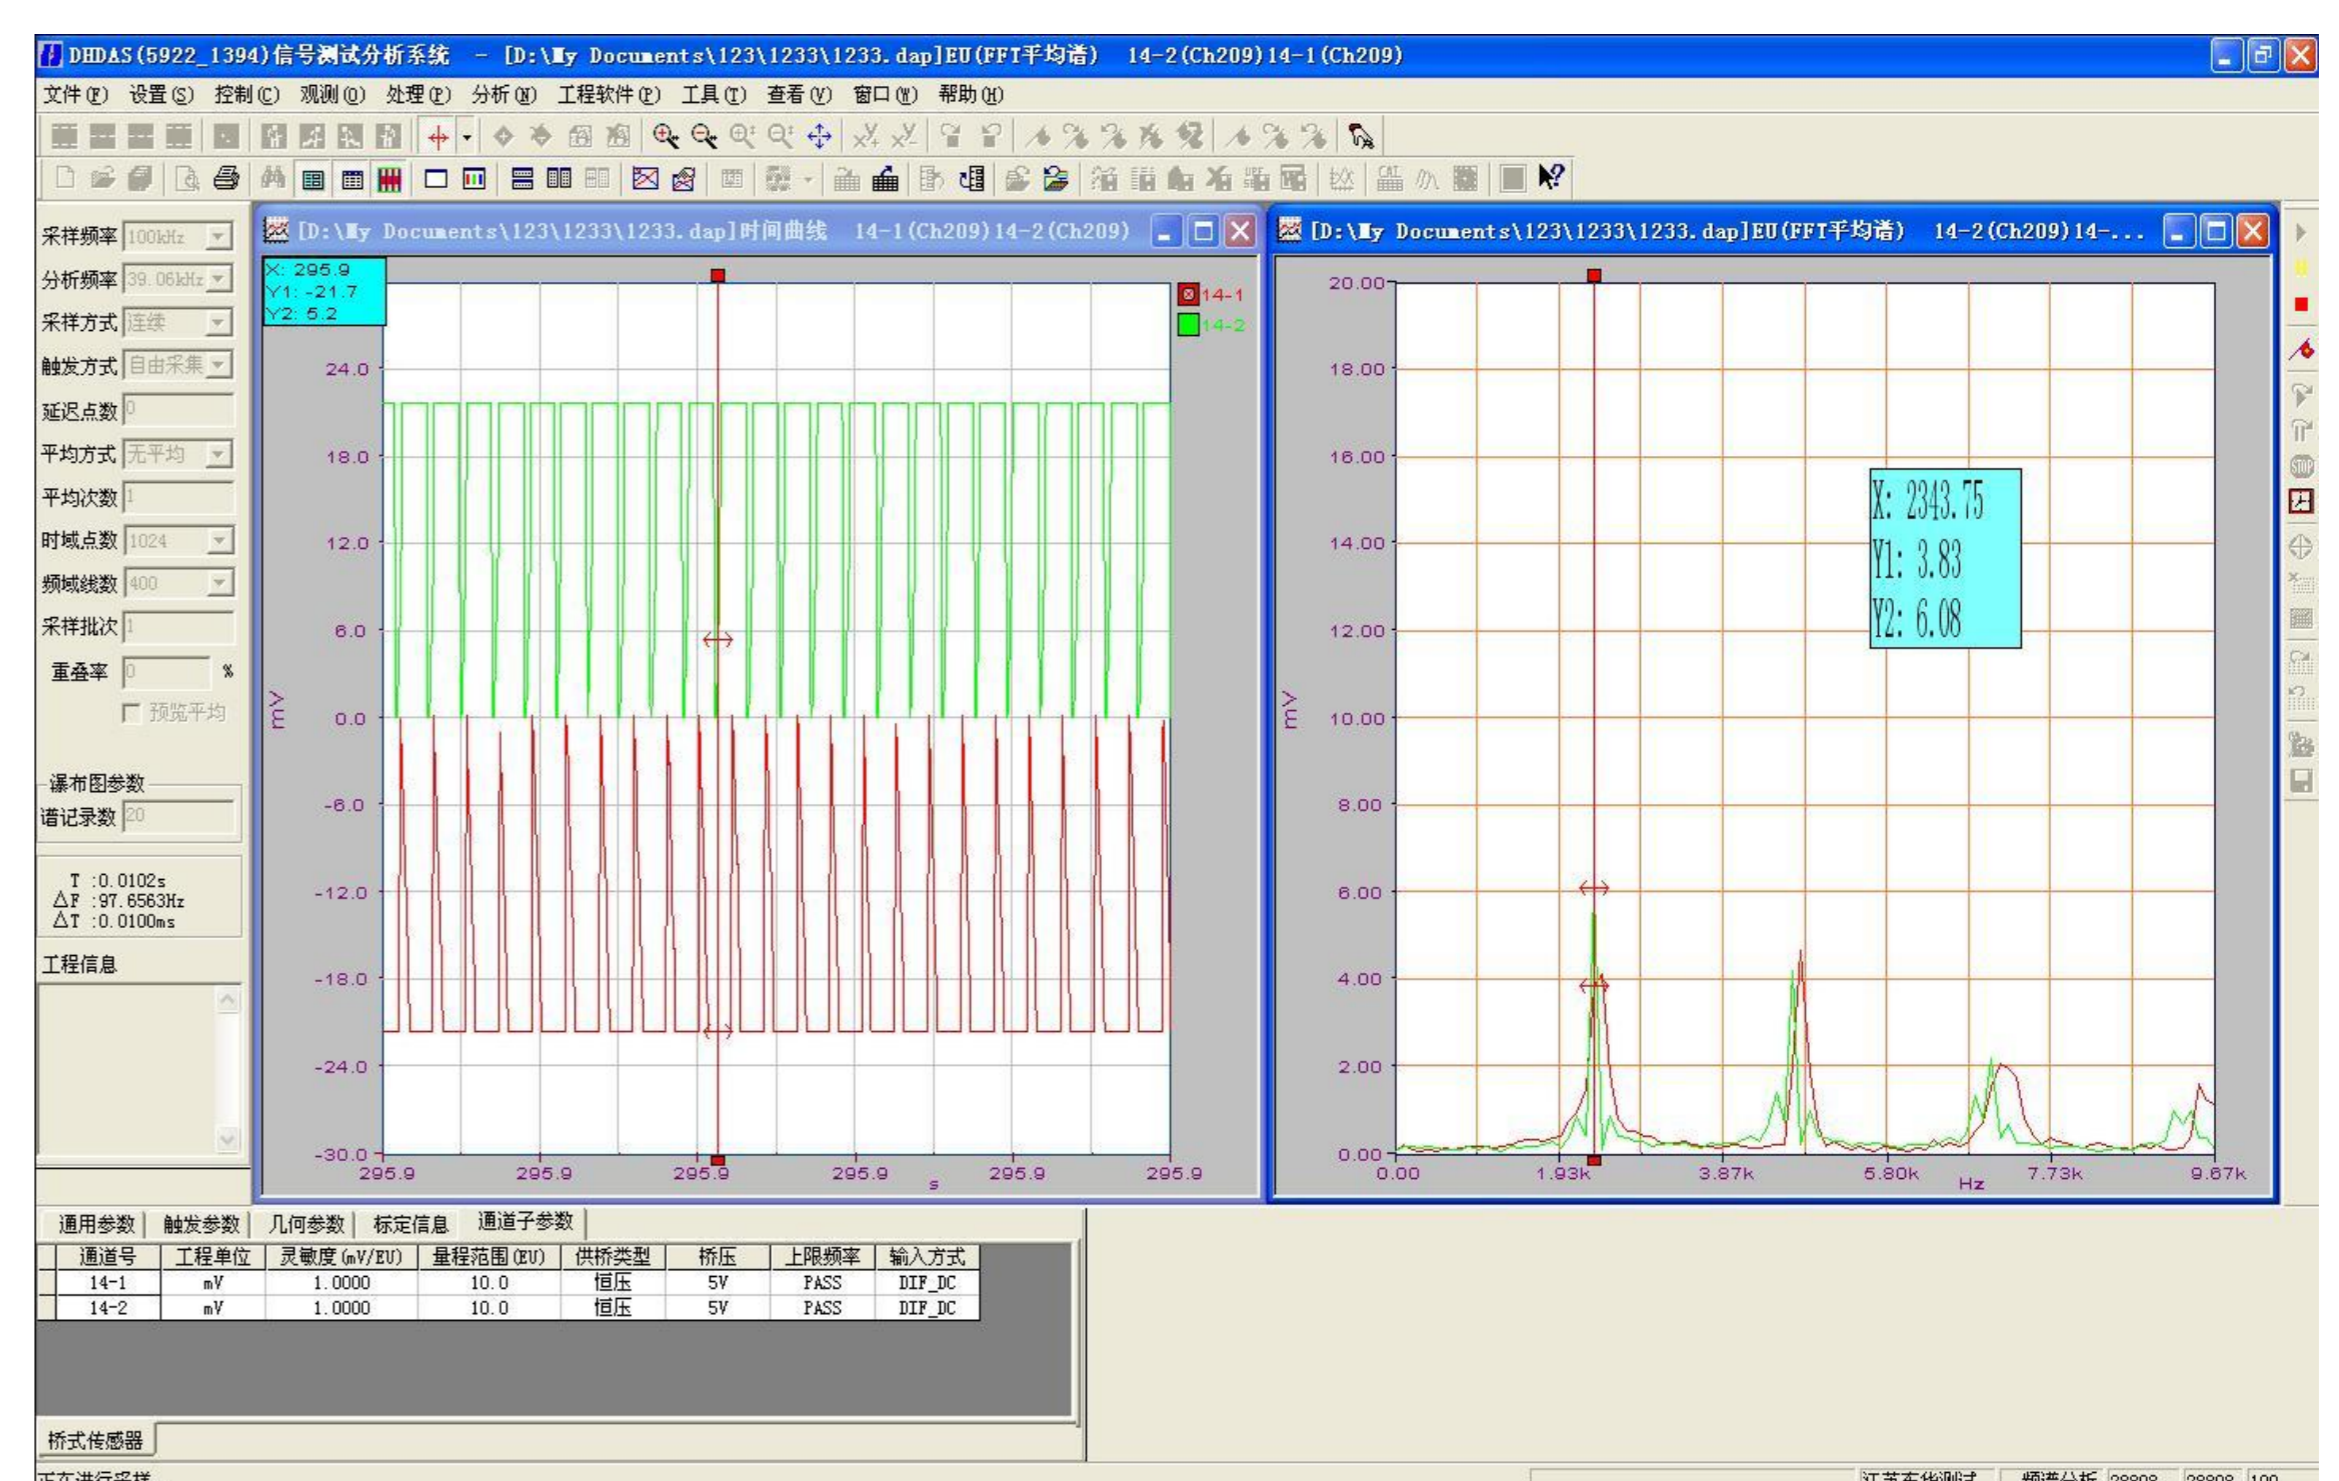 DHDAS(5922_1394)信号测试分析系统 - [D:\My Documents\123\1233\1233.dap]EU(FFT平均谱) 14-2(Ch209)14-1(Ch209)
文件(F) 设置(S) 控制(C) 观测(O) 处理(P) 分析(N) 工程软件(P) 工具(T) 查看(V) 窗口(W) 帮助(H)
采样频率 100kHz
分析频率 39.06kHz
采样方式 连续
触发方式 自由采集
延迟点数 0
平均方式 无平均
平均次数 1
时域点数 1024
频域线数 400
采样批次 1
重叠率 0 %
预览平均
瀑布图参数
谱记录数 20
T :0.0102s
△F :97.6563Hz
△T :0.0100ms
工程信息
[D:\My Documents\123\1233\1233.dap]时间曲线 14-1(Ch209)14-2(Ch209)
X: 295.9
Y1: -21.7
Y2: 5.2
14-1
14-2
24.0
18.0
12.0
6.0
0.0
-6.0
-12.0
-18.0
-24.0
-30.0
mV
295.9 295.9 295.9 295.9 295.9 295.9
s
[D:\My Documents\123\1233\1233.dap]EU(FFT平均谱) 14-2(Ch209)14-...
20.00
18.00
16.00
14.00
12.00
10.00
8.00
6.00
4.00
2.00
0.00
mV
X: 2343.75
Y1: 3.83
Y2: 6.08
0.00 1.93k 3.87k 5.80k 7.73k 9.67k
Hz
STOP
通用参数 触发参数 几何参数 标定信息 通道子参数
通道号 工程单位 灵敏度(mV/EU) 量程范围(EU) 供桥类型 桥压 上限频率 输入方式
14-1 mV 1.0000 10.0 恒压 5V PASS DIF_DC
14-2 mV 1.0000 10.0 恒压 5V PASS DIF_DC
桥式传感器
正在进行采样
江苏东华测试 频谱分析